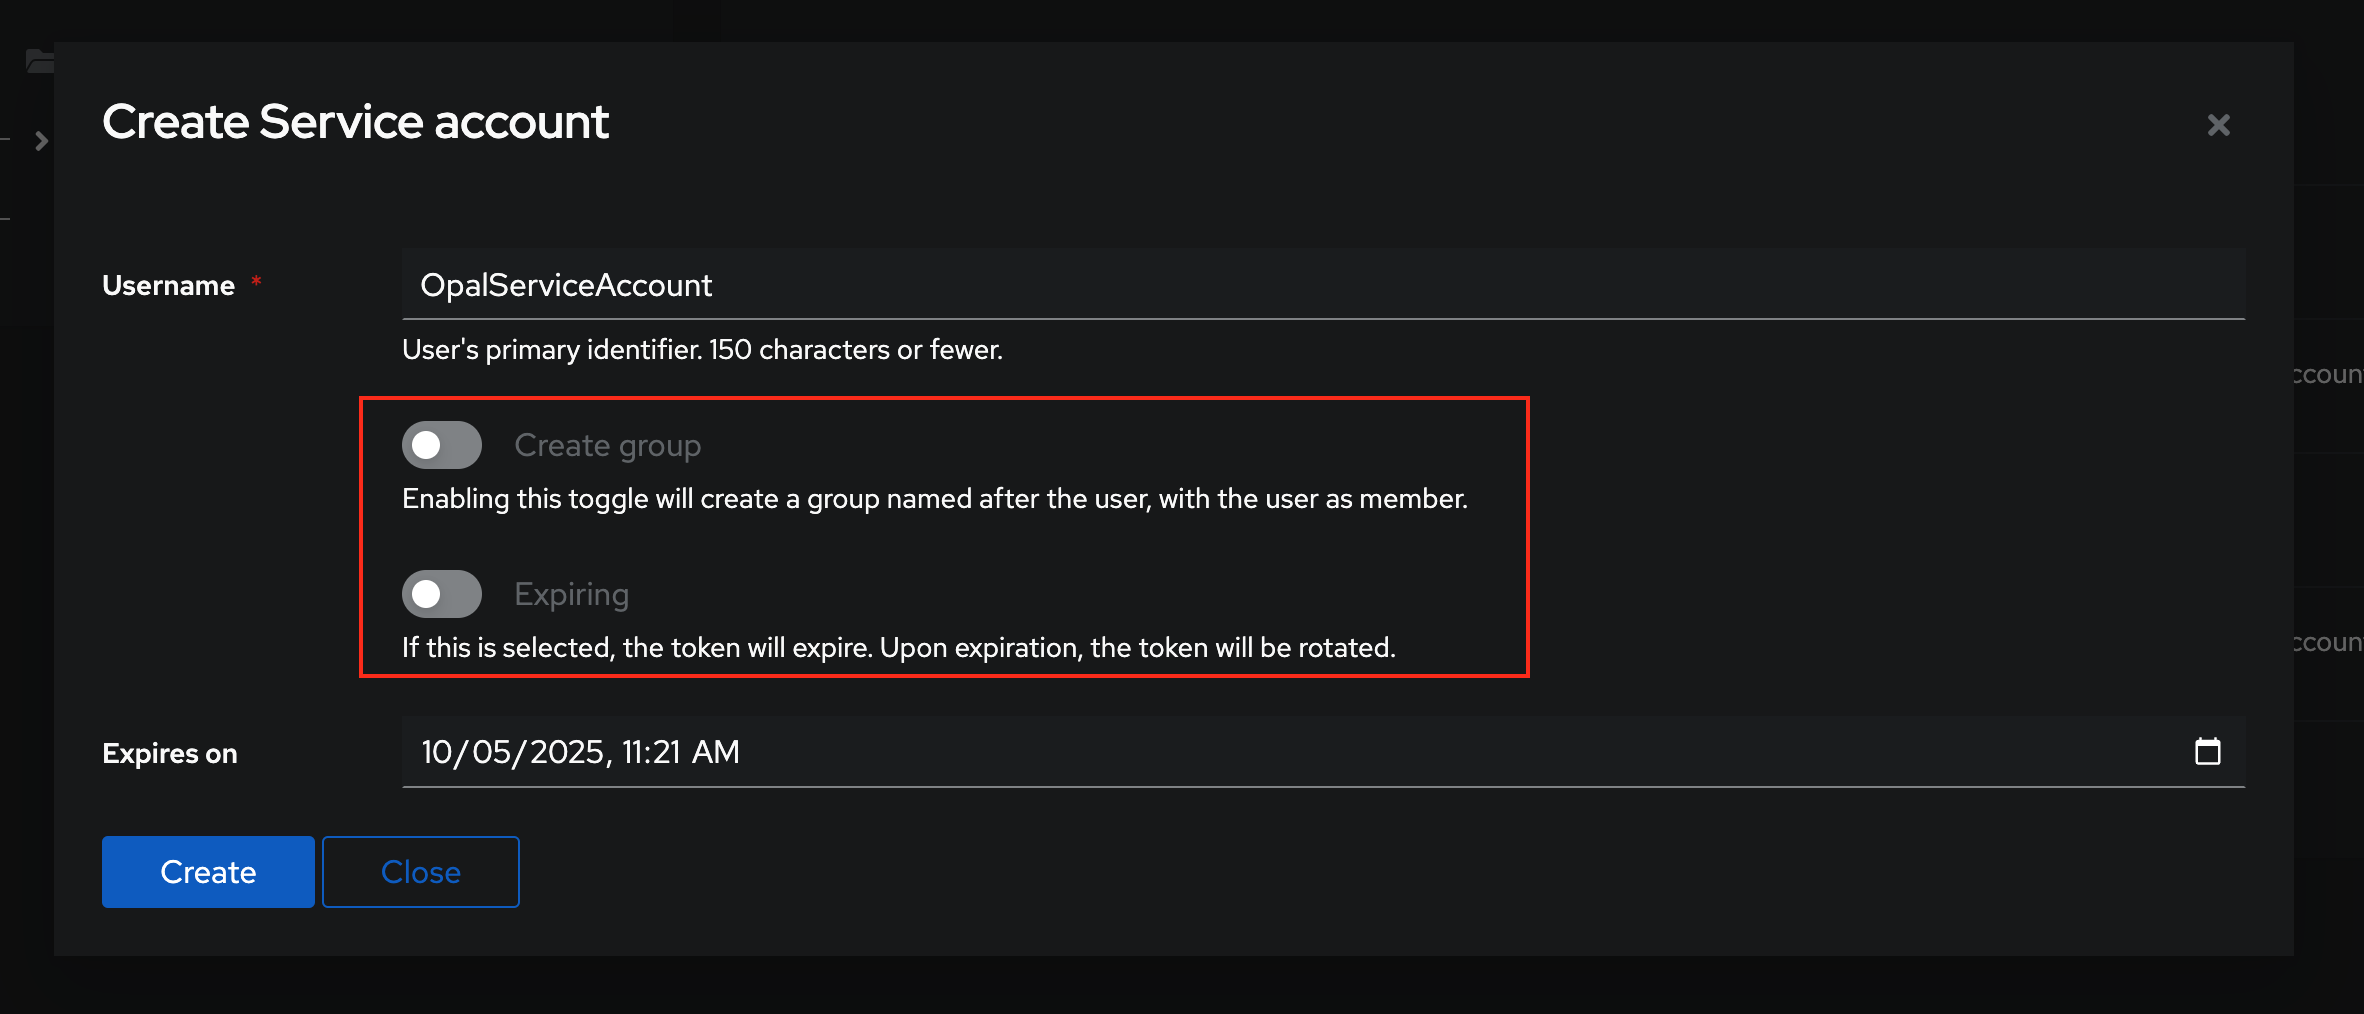 Create Service account
Username *
OpalServiceAccount
User's primary identifier. 150 characters or fewer.
Create group
Enabling this toggle will create a group named after the user, with the user as member.
Expiring
If this is selected, the token will expire. Upon expiration, the token will be rotated.
Expires on
10/05/2025, 11:21 AM
Create
Close